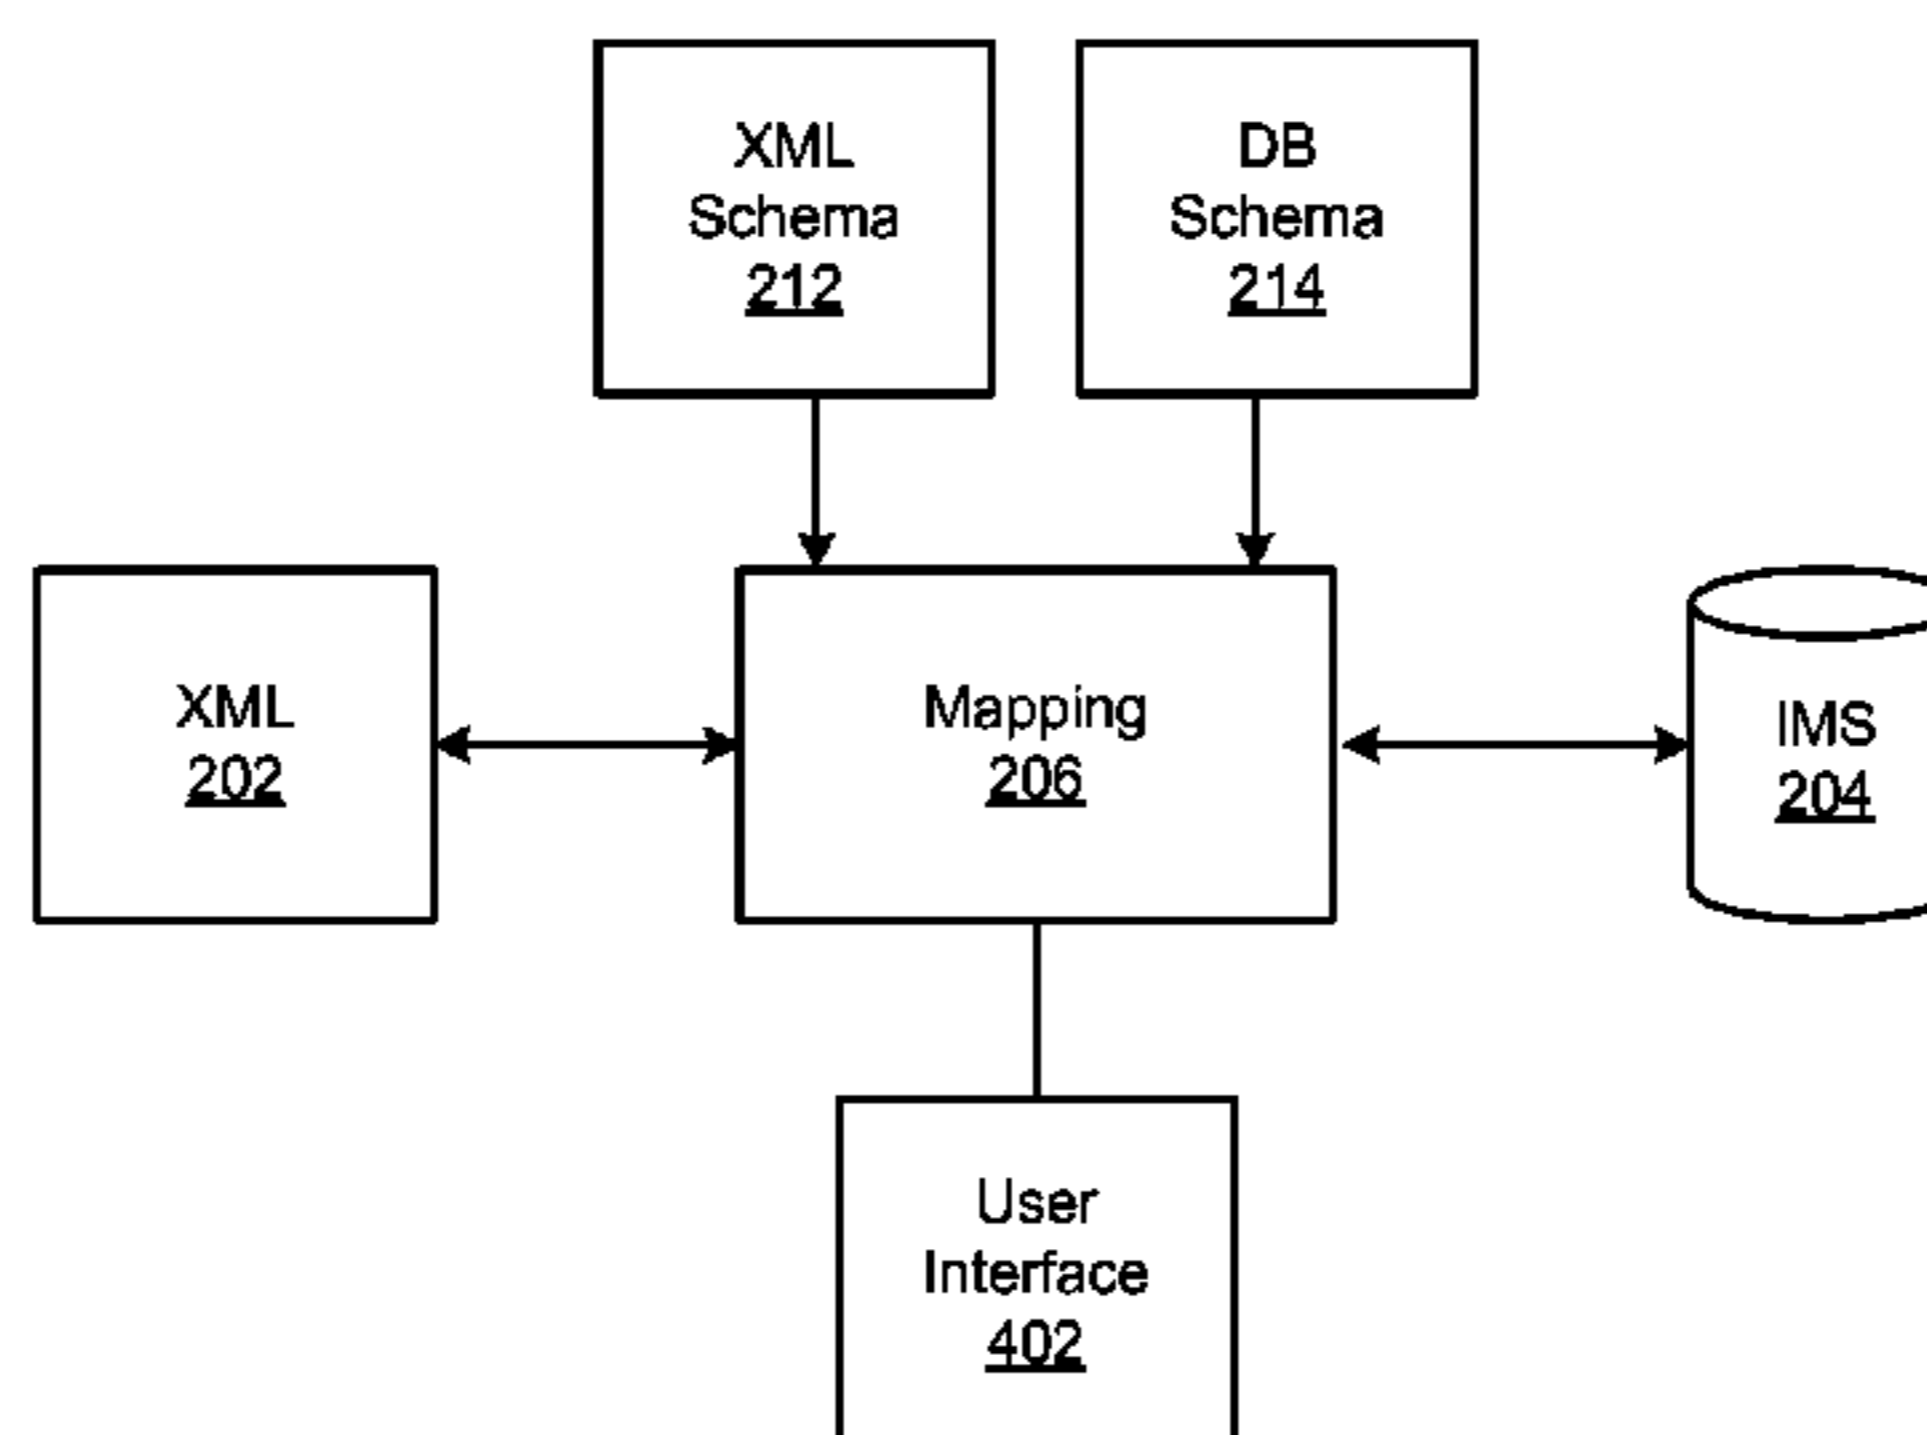 XML
Schema
212
DB
Schema
214
XML
202
Mapping
206
IMS
204
User
Interface
402